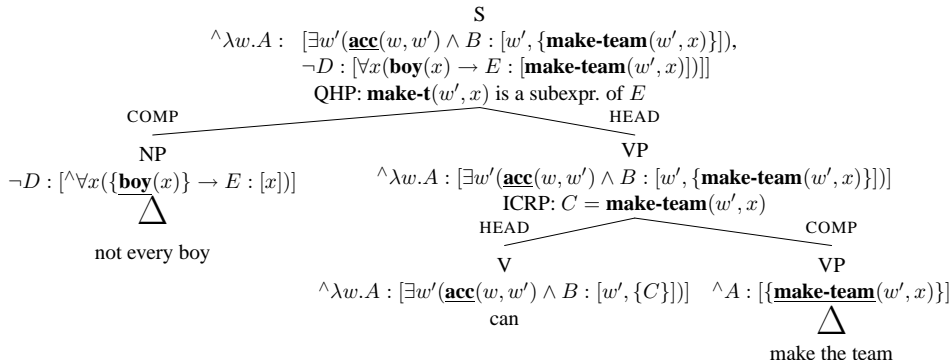 S
^λw.A : [∃w′(acc(w, w′) ∧ B : [w′, {make-team(w′, x)}]),
¬D : [∀x(boy(x) → E : [make-team(w′, x)])]]
QHP: make-t(w′, x) is a subexpr. of E
COMP HEAD
NP VP
¬D : [^∀x({boy(x)} → E : [x])] ^λw.A : [∃w′(acc(w, w′) ∧ B : [w′, {make-team(w′, x)}])]
ICRP: C = make-team(w′, x)
not every boy
HEAD COMP
V VP
^λw.A : [∃w′(acc(w, w′) ∧ B : [w′, {C}])] ^A : [{make-team(w′, x)}]
can
make the team